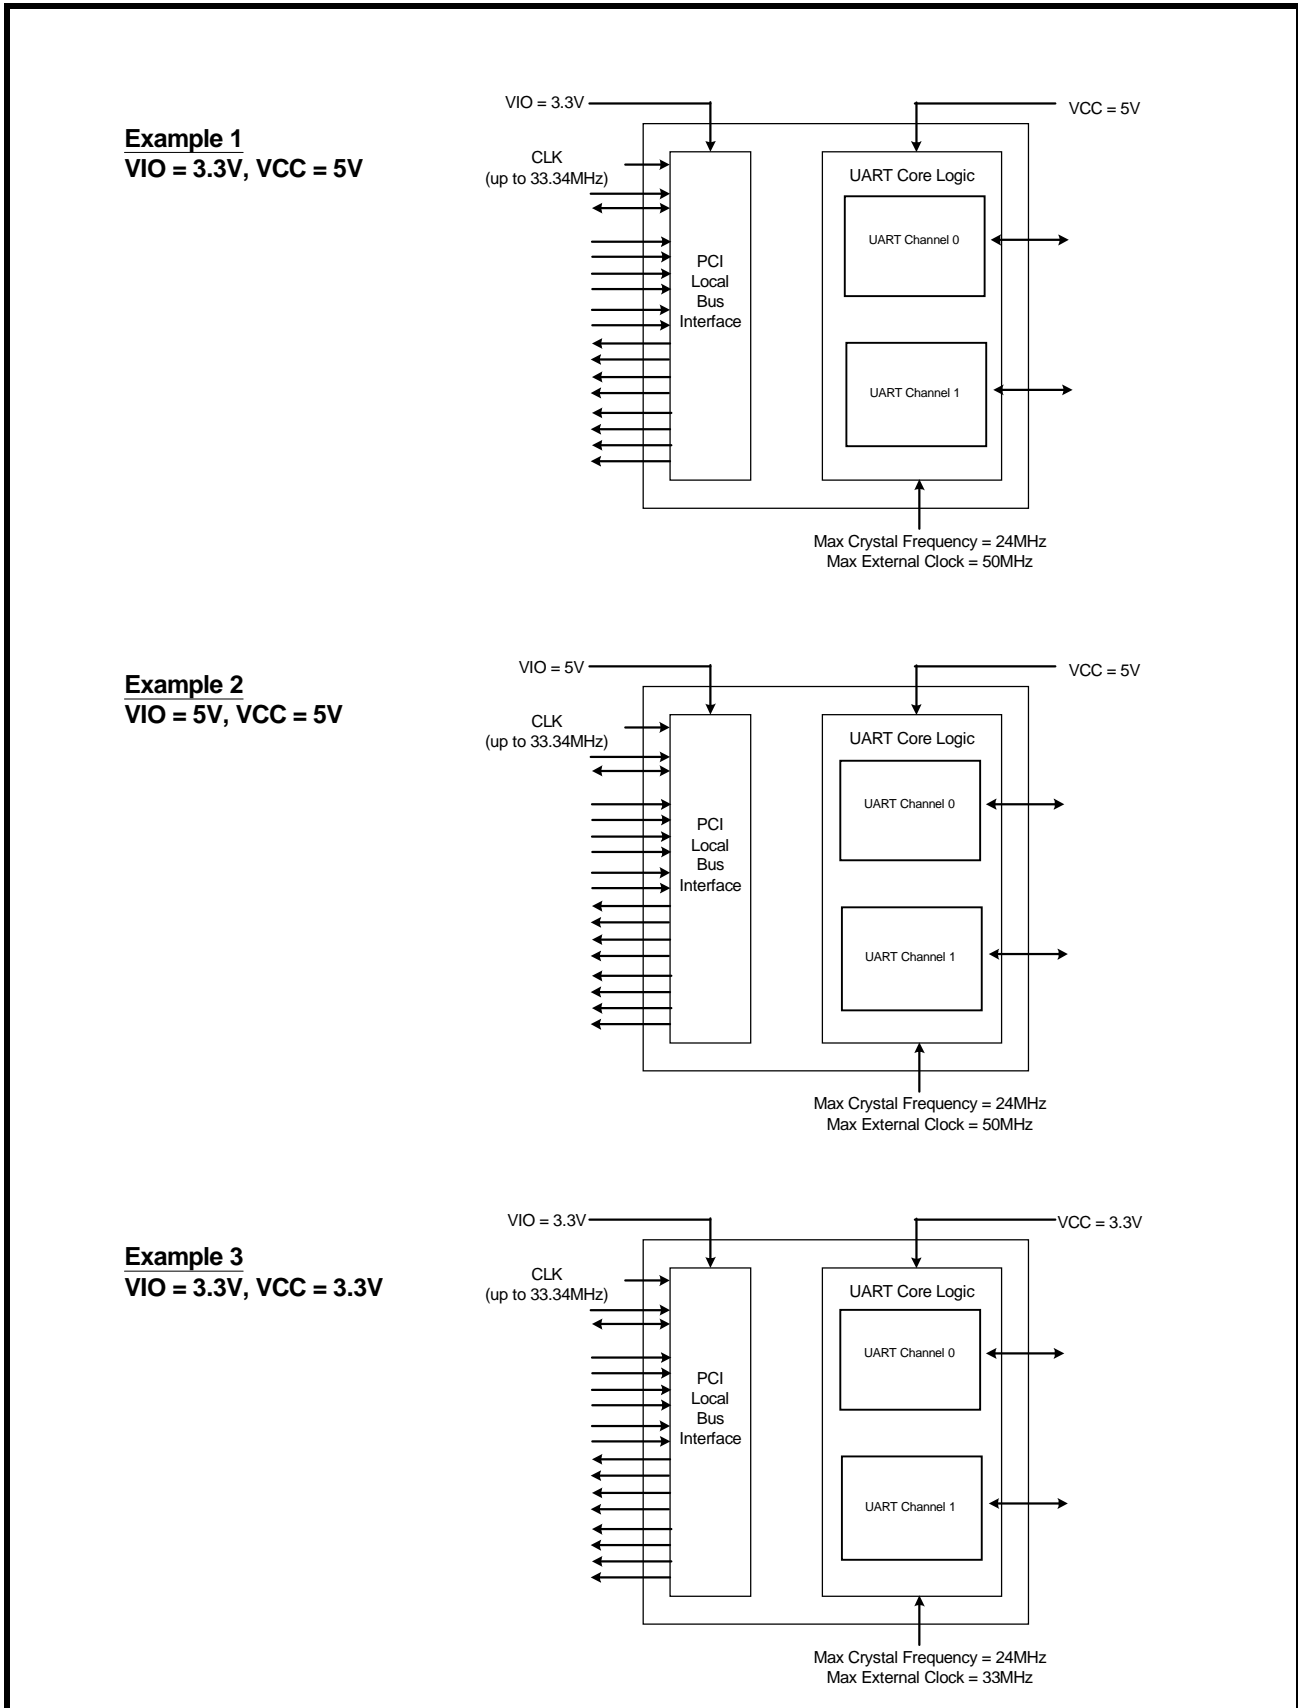 Example 1
VIO = 3.3V, VCC = 5V
VIO = 3.3V
VCC = 5V
CLK
(up to 33.34MHz)
PCI
Local
Bus
Interface
UART Core Logic
UART Channel 0
UART Channel 1
Max Crystal Frequency = 24MHz
Max External Clock = 50MHz
Example 2
VIO = 5V, VCC = 5V
VIO = 5V
VCC = 5V
CLK
(up to 33.34MHz)
PCI
Local
Bus
Interface
UART Core Logic
UART Channel 0
UART Channel 1
Max Crystal Frequency = 24MHz
Max External Clock = 50MHz
Example 3
VIO = 3.3V, VCC = 3.3V
VIO = 3.3V
VCC = 3.3V
CLK
(up to 33.34MHz)
PCI
Local
Bus
Interface
UART Core Logic
UART Channel 0
UART Channel 1
Max Crystal Frequency = 24MHz
Max External Clock = 33MHz